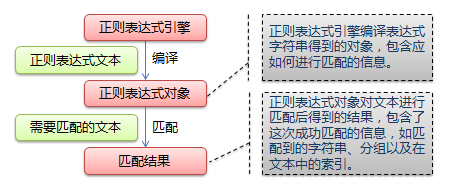 正则表达式引擎
正则表达式文本
编译
正则表达式对象
需要匹配的文本
匹配
匹配结果
正则表达式引擎编译表达式
字符串得到的对象，包含应
如何进行匹配的信息。
正则表达式对象对文本进行
匹配后得到的结果，包含了
这次成功匹配的信息，如匹
配到的字符串、分组以及在
文本中的索引。